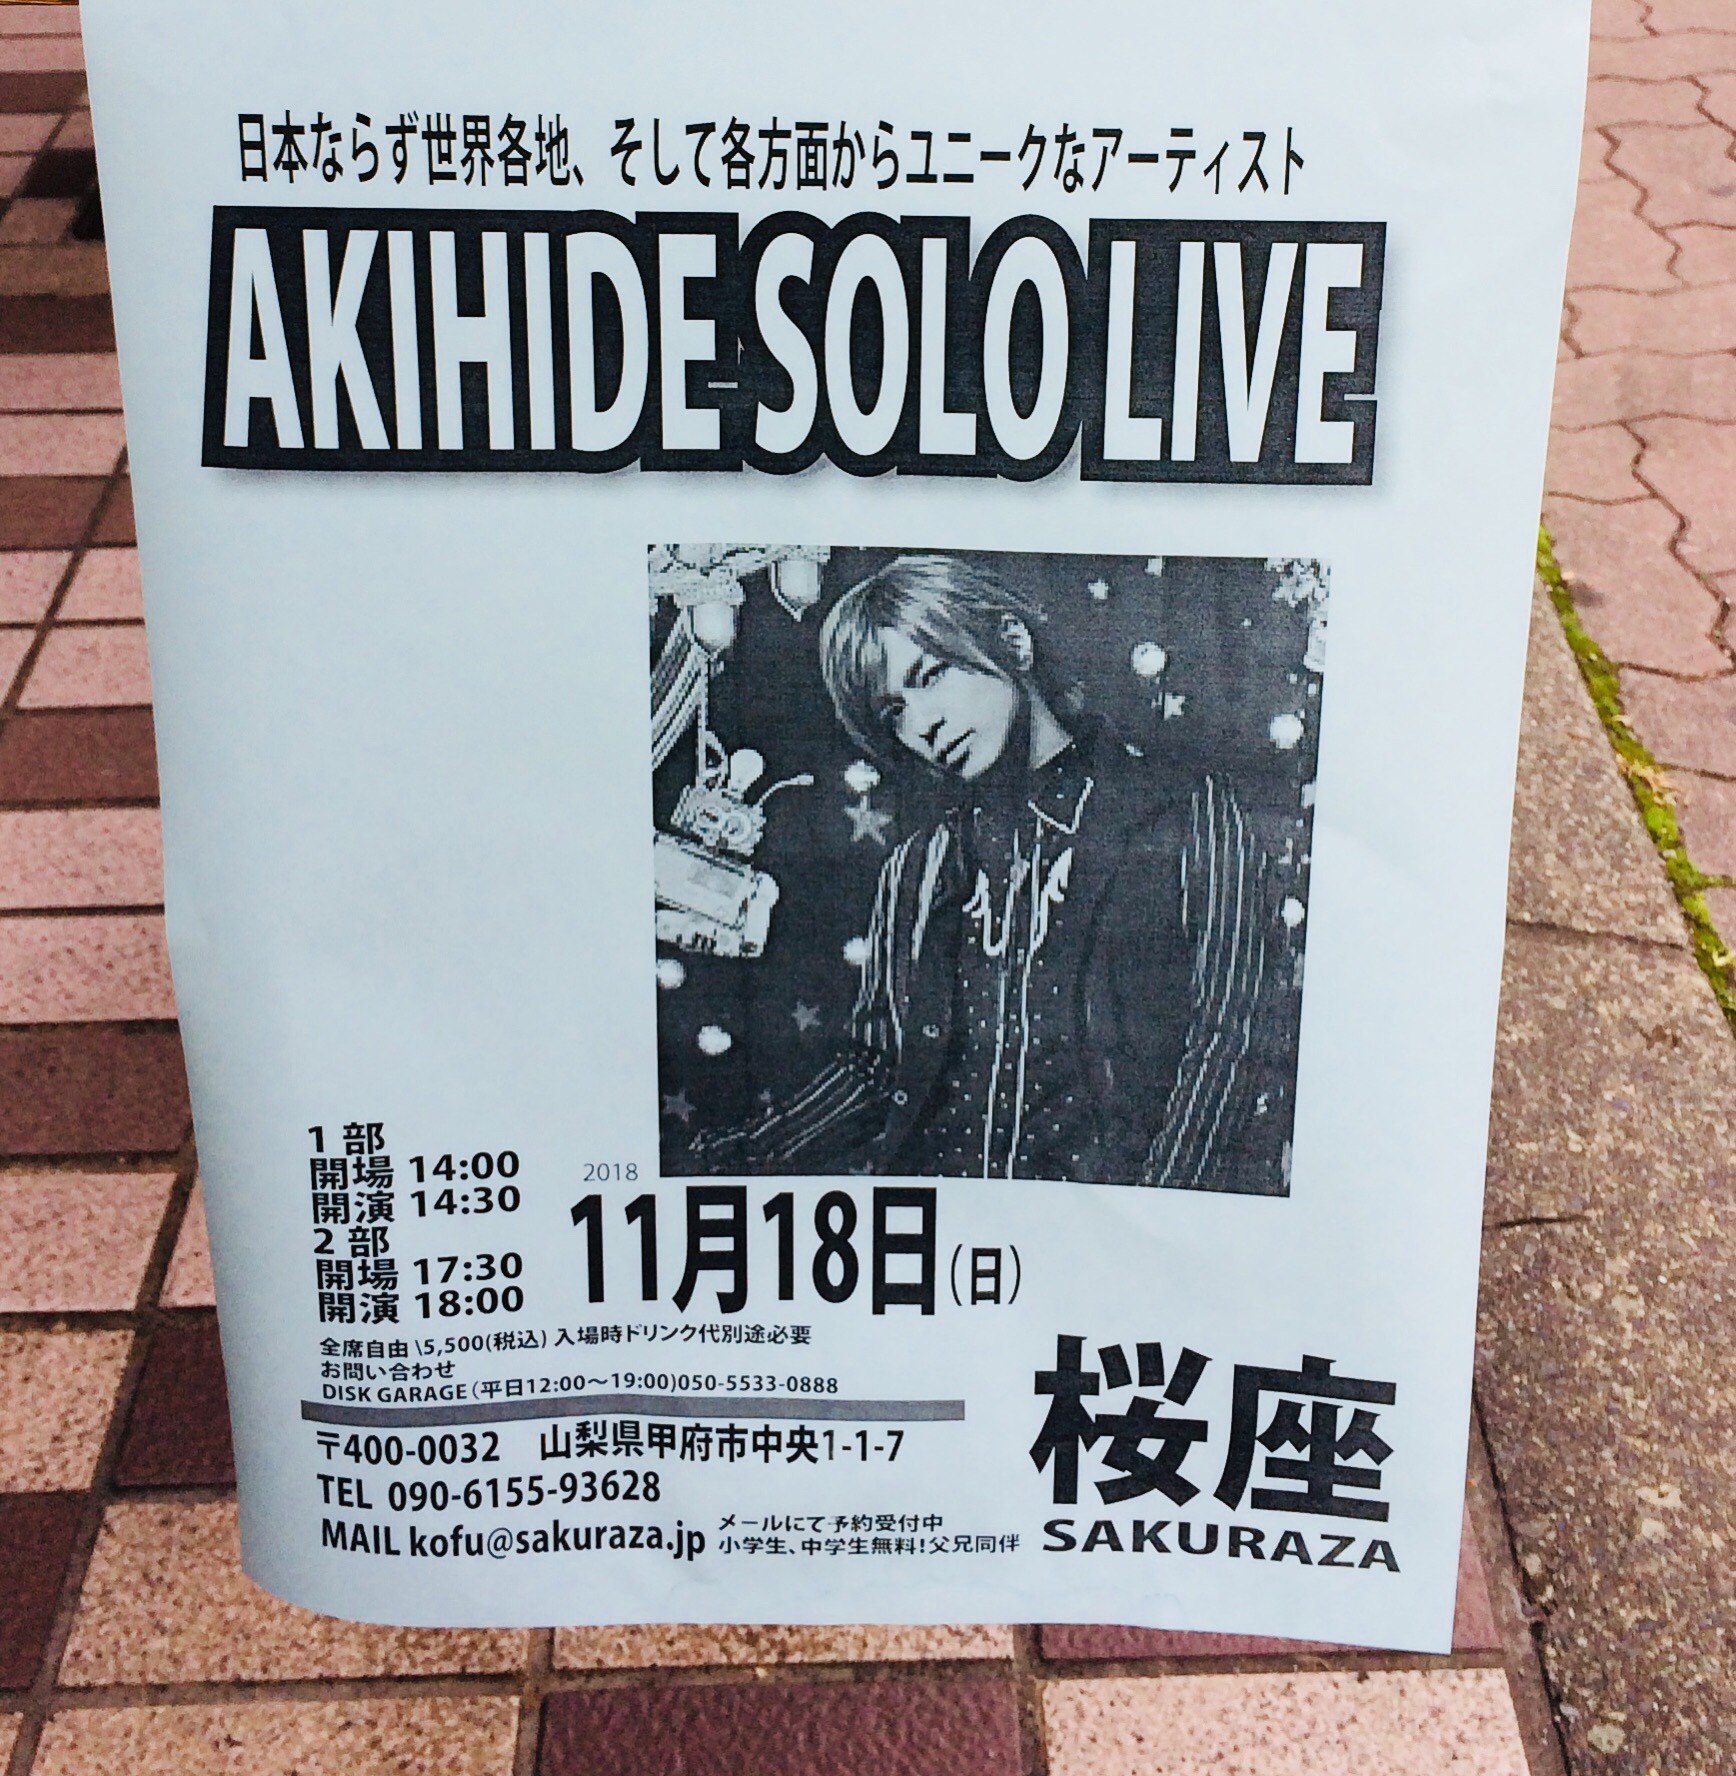 日本ならず世界各地、そして各方面からユニークなアーティスト
AKIHIDE SOLO LIVE
1 部
開場 14:00
開演 14:30
2 部
開場 17:30
開演 18:00
2018
11月18日(日)
全席自由 \5,500(税込) 入場時ドリンク代別途必要
お問い合わせ
DISK GARAGE(平日12:00〜19:00)050-5533-0888
〒400-0032 山梨県甲府市中央1-1-7
TEL 090-6155-93628
MAIL kofu@sakuraza.jp
メールにて予約受付中
小学生、中学生無料!父兄同伴
桜座
SAKURAZA